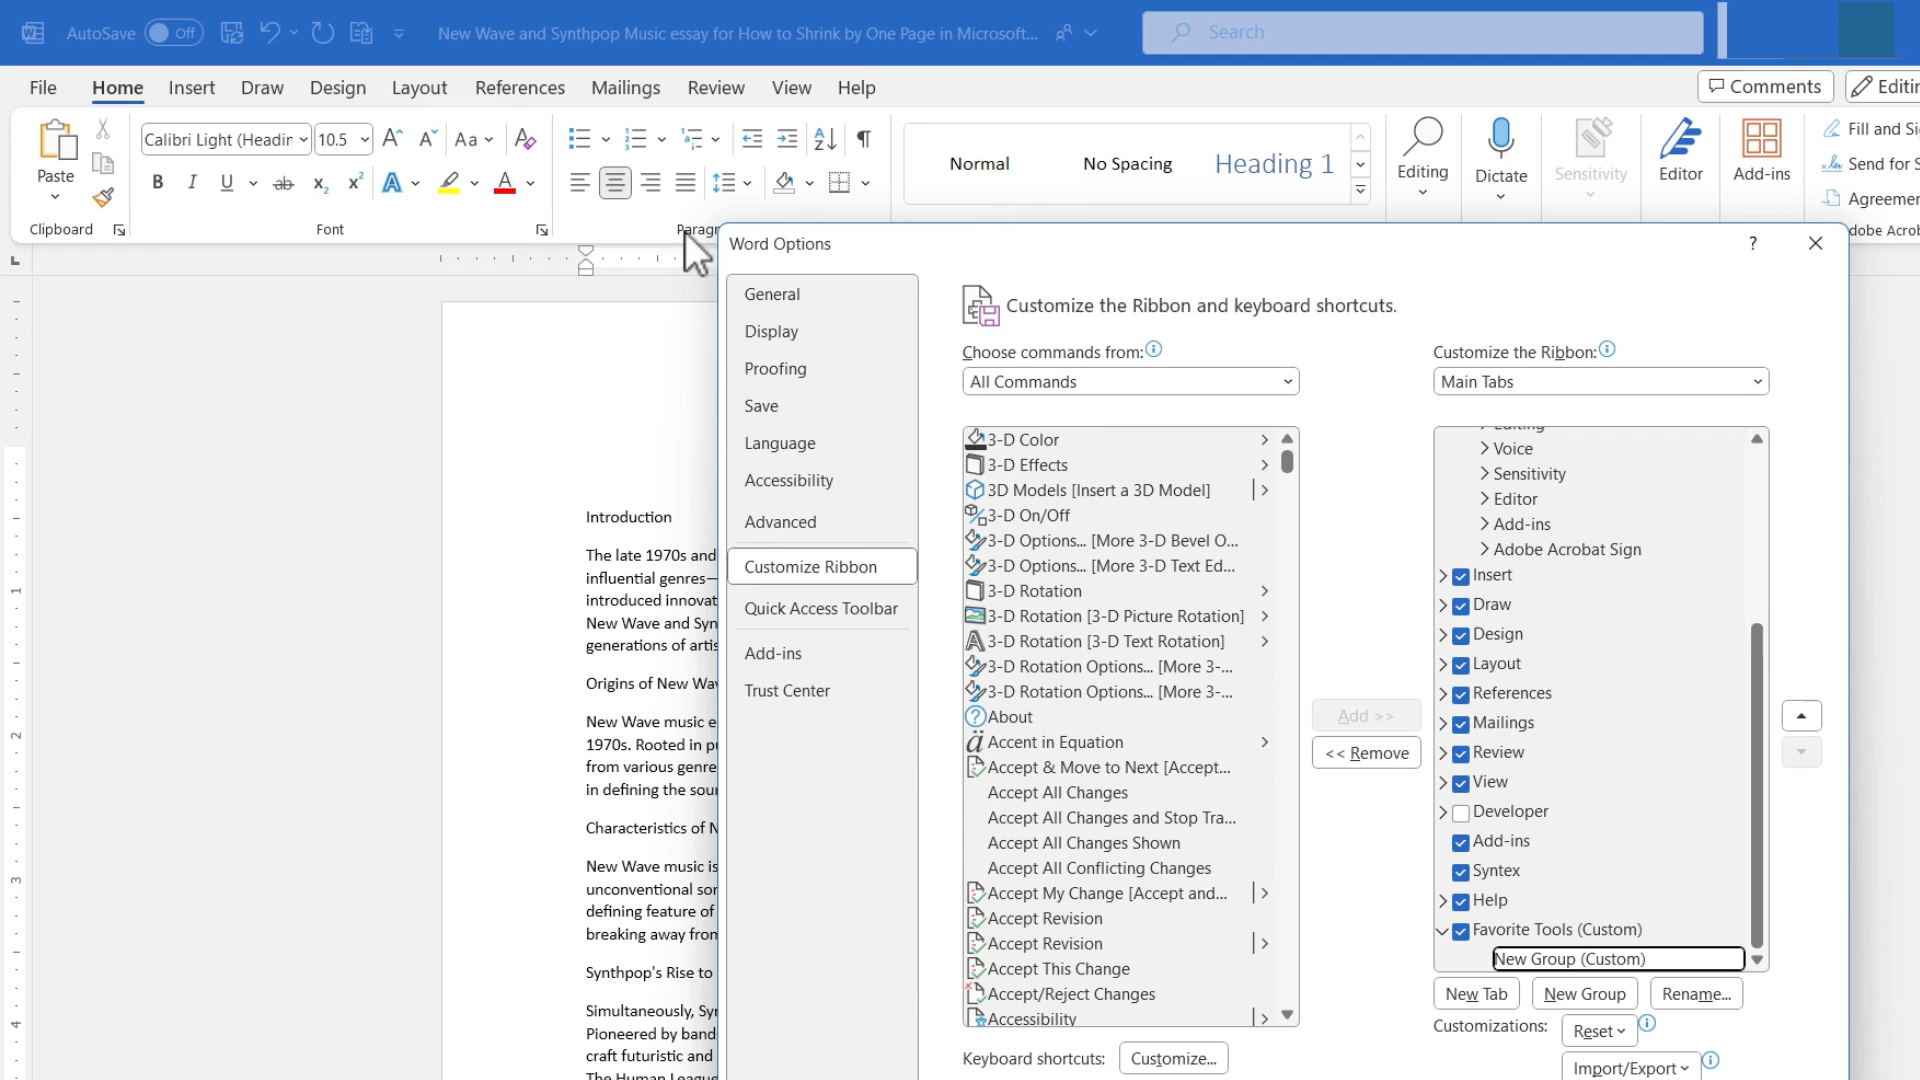 AutoSave Off
New Wave and Synthpop Music essay for How to Shrink by One Page in Microsoft...
Search
File Home Insert Draw Design Layout References Mailings Review View Help
Comments
Paste
Calibri Light (Headin
10.5
Aa
Normal
No Spacing
Heading 1
Editing
Dictate
Sensitivity
Editor
Add-ins
Fill and
Send for
Clipboard
Font
Word Options
General
Display
Proofing
Save
Language
Accessibility
Advanced
Customize Ribbon
Quick Access Toolbar
Add-ins
Trust Center
Customize the Ribbon and keyboard shortcuts.
Choose commands from:
All Commands
3-D Color
3-D Effects
3D Models [Insert a 3D Model]
3-D On/Off
3-D Options... [More 3-D Bevel O...
3-D Options... [More 3-D Text Ed...
3-D Rotation
3-D Rotation [3-D Picture Rotation]
3-D Rotation [3-D Text Rotation]
3-D Rotation Options... [More 3-...
3-D Rotation Options... [More 3-...
About
Accent in Equation
Accept & Move to Next [Accept...
Accept All Changes
Accept All Changes and Stop Tra...
Accept All Changes Shown
Accept All Conflicting Changes
Accept My Change [Accept and...
Accept Revision
Accept Revision
Accept This Change
Accept/Reject Changes
Accessibility
Keyboard shortcuts: Customize...
Add >>
<< Remove
Customize the Ribbon:
Main Tabs
Editing
Voice
Sensitivity
Editor
Add-ins
Adobe Acrobat Sign
Insert
Draw
Design
Layout
References
Mailings
Review
View
Developer
Add-ins
Syntex
Help
Favorite Tools (Custom)
New Group (Custom)
New Tab New Group Rename...
Customizations: Reset
Import/Export
Introduction
The late 1970s and
influential genres—
introduced innovat
New Wave and Syn
generations of artis
Origins of New Wav
New Wave music e
1970s. Rooted in pu
from various genre
in defining the sour
Characteristics of N
New Wave music is
unconventional sor
defining feature of
breaking away from
Synthpop's Rise to
Simultaneously, Syr
Pioneered by band
craft futuristic and
The Human League